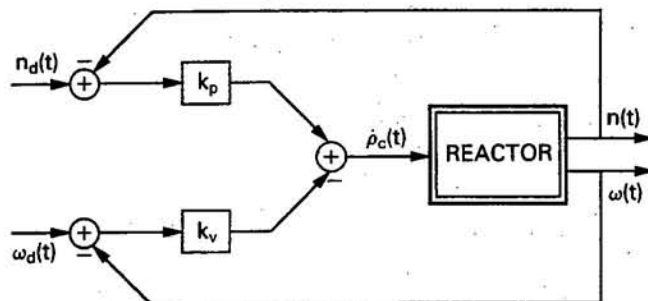 n_d(t)
−
+
k_p
n(t)
+
ρ̇_c(t)
REACTOR
−
ω(t)
ω_d(t)
+
−
k_v